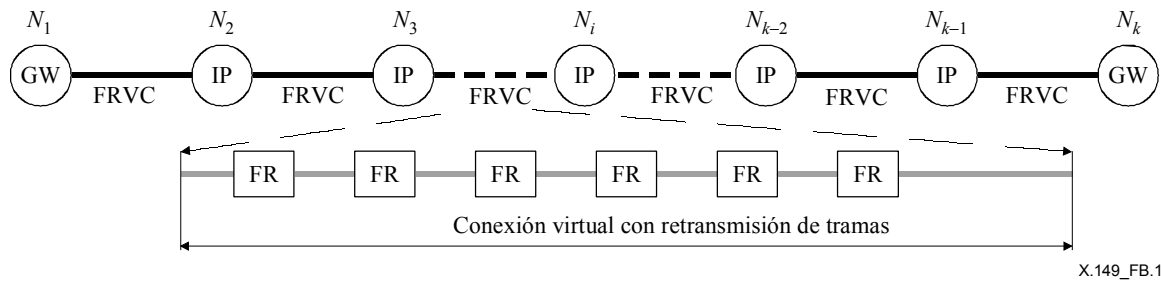 N1 N2 N3 Ni Nk–2 Nk–1 Nk
GW IP IP IP IP IP GW
FRVC FRVC FRVC FRVC FRVC FRVC
FR FR FR FR FR FR
Conexión virtual con retransmisión de tramas
X.149_FB.1